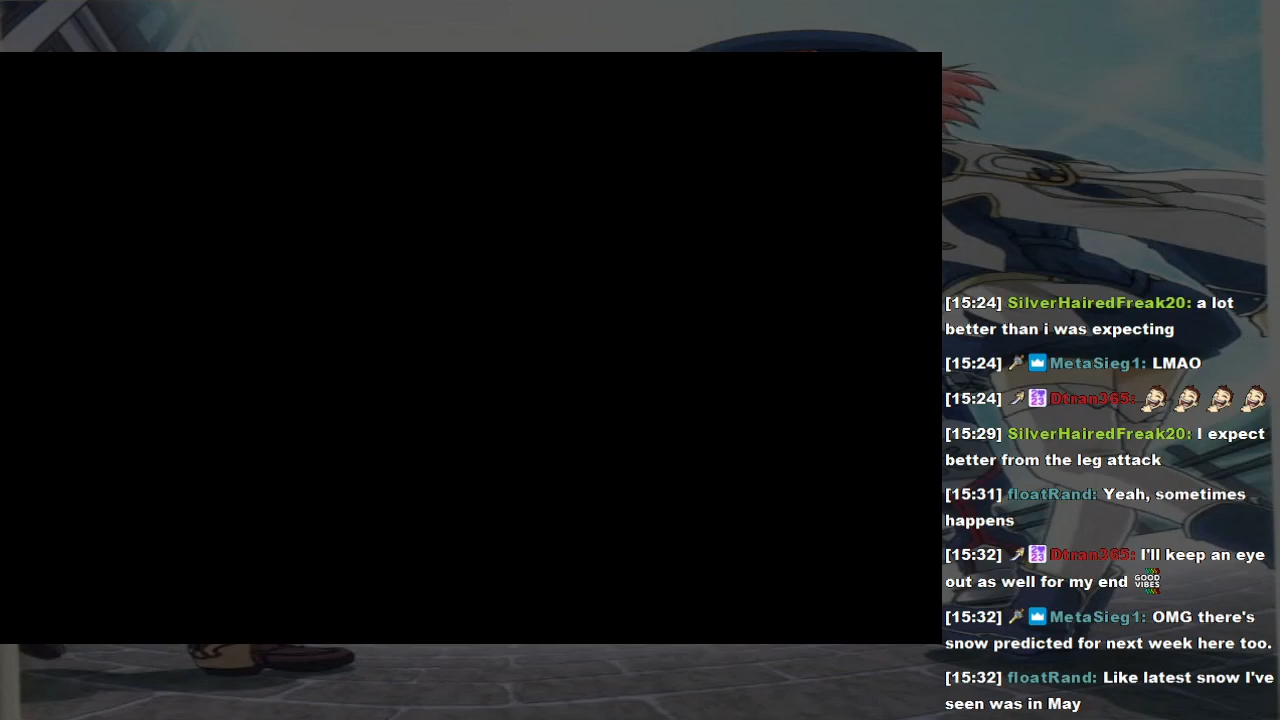 [15:24] SilverHairedFreak20: a lot
better than i was expecting
[15:24] MetaSieg1: LMAO
[15:24] Dtnan365:
[15:29] SilverHairedFreak20: I expect
better from the leg attack
[15:31] floatRand: Yeah, sometimes
happens
[15:32] Dtnan365: I'll keep an eye
out as well for my end GOOD VIBES
[15:32] MetaSieg1: OMG there's
snow predicted for next week here too.
[15:32] floatRand: Like latest snow I've
seen was in May